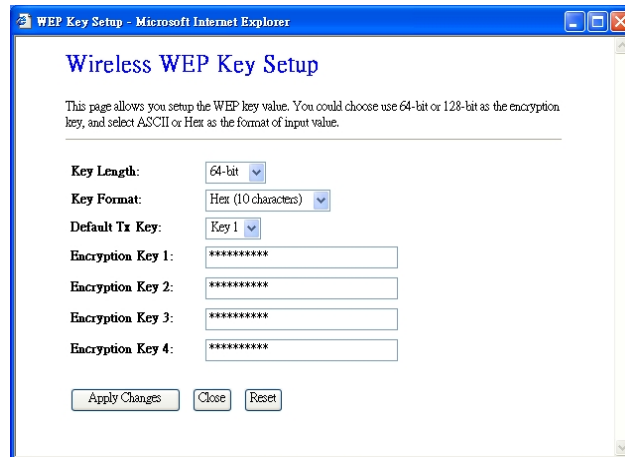 WEP Key Setup - Microsoft Internet Explorer
Wireless WEP Key Setup
This page allows you setup the WEP key value. You could choose use 64-bit or 128-bit as the encryption
key, and select ASCII or Hex as the format of input value.
Key Length: 64-bit
Key Format: Hex (10 characters)
Default Tx Key: Key 1
Encryption Key 1: **********
Encryption Key 2: **********
Encryption Key 3: **********
Encryption Key 4: **********
Apply Changes Close Reset